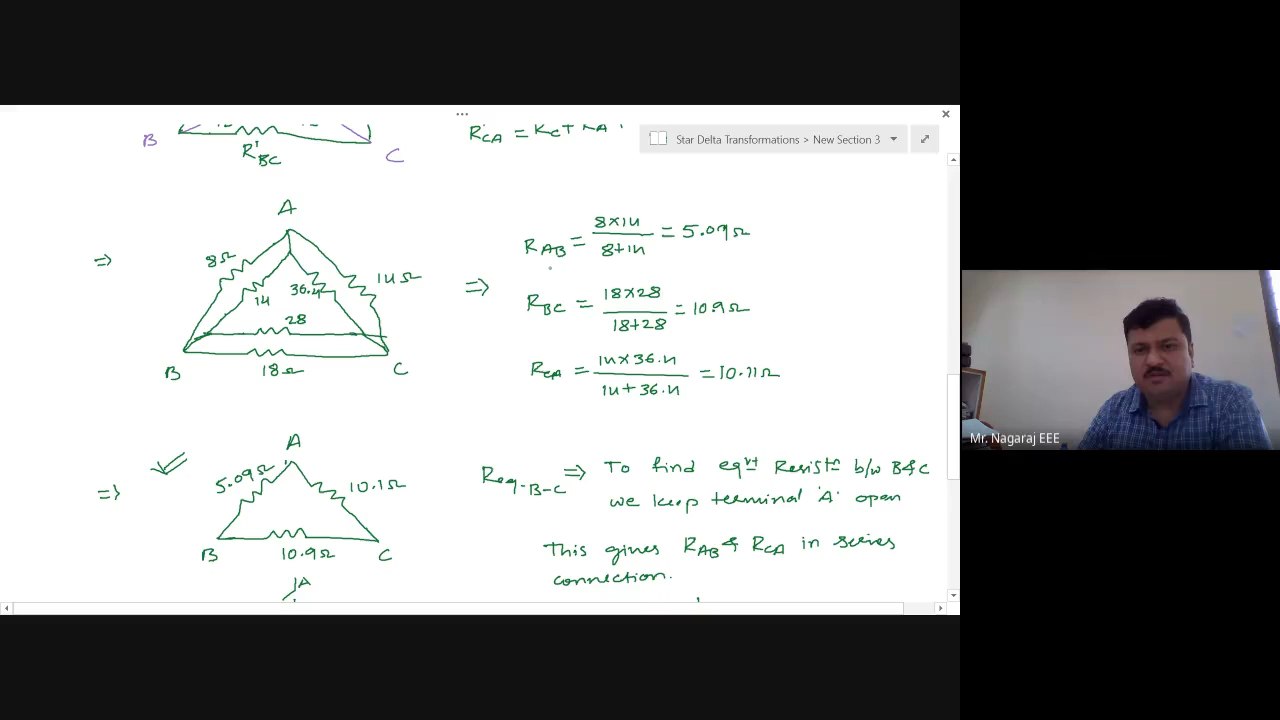 B
R'BC
C
RCA = RC + RA +
Star Delta Transformations > New Section 3
A
8Ω
14
36.4
14Ω
28
18Ω
B
C
⇒
⇒
RAB = 8×14 / 8+14 = 5.09Ω
RBC = 18×28 / 18+28 = 10.9Ω
RCA = 14×36.4 / 14+36.4 = 10.11Ω
Mr. Nagaraj EEE
⇒
A
5.09Ω
10.1Ω
B
10.9Ω
C
A
Req-B-C ⇒ To find eqvt Resistn b/w B & C
we keep terminal 'A' open
This gives RAB & RCA in series
connection.